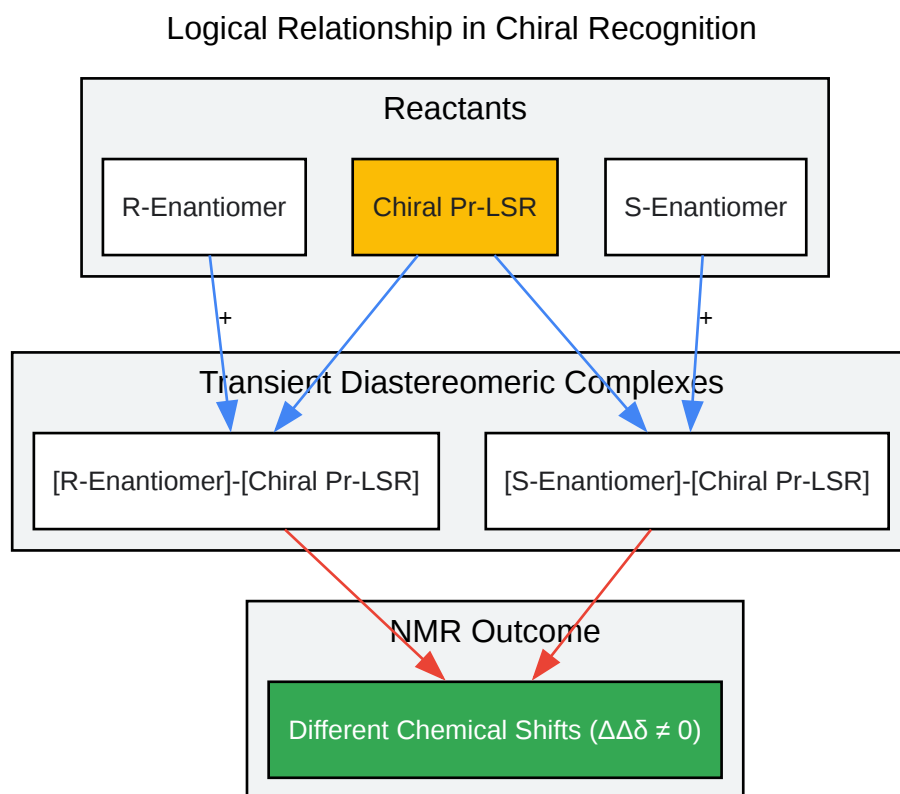 Logical Relationship in Chiral Recognition
Reactants
R-Enantiomer
Chiral Pr-LSR
S-Enantiomer
+
+
Transient Diastereomeric Complexes
[R-Enantiomer]-[Chiral Pr-LSR]
[S-Enantiomer]-[Chiral Pr-LSR]
NMR Outcome
Different Chemical Shifts (ΔΔδ ≠ 0)